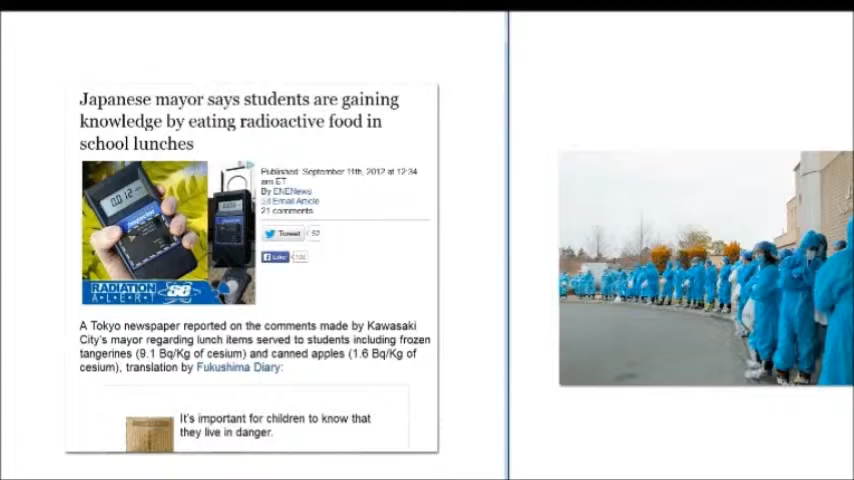 Japanese mayor says students are gaining
knowledge by eating radioactive food in
school lunches
Published: September 11th, 2012 at 12:34
am ET
By ENENews
Email Article
21 comments
Tweet 52
Like
RADIATION
A•L•E•R•T
A Tokyo newspaper reported on the comments made by Kawasaki
City's mayor regarding lunch items served to students including frozen
tangerines (9.1 Bq/Kg of cesium) and canned apples (1.6 Bq/Kg of
cesium), translation by Fukushima Diary:
It's important for children to know that
they live in danger.